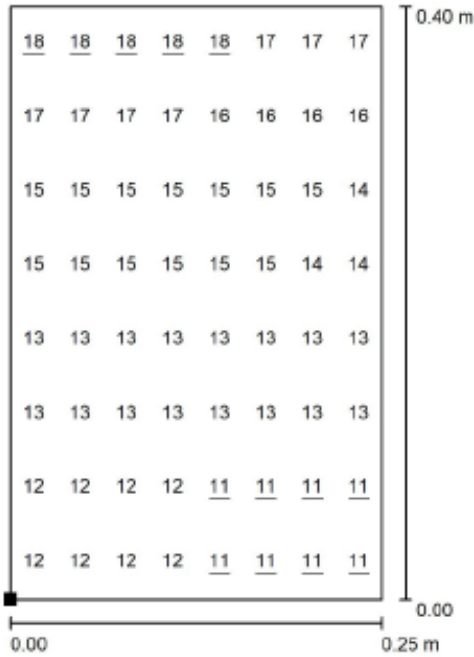 0.40 m
18 18 18 18 18 17 17 17
17 17 17 17 16 16 16 16
15 15 15 15 15 15 15 14
15 15 15 15 15 15 14 14
13 13 13 13 13 13 13 13
13 13 13 13 13 13 13 13
12 12 12 12 11 11 11 11
12 12 12 12 11 11 11 11
0.00
0.00 0.25 m